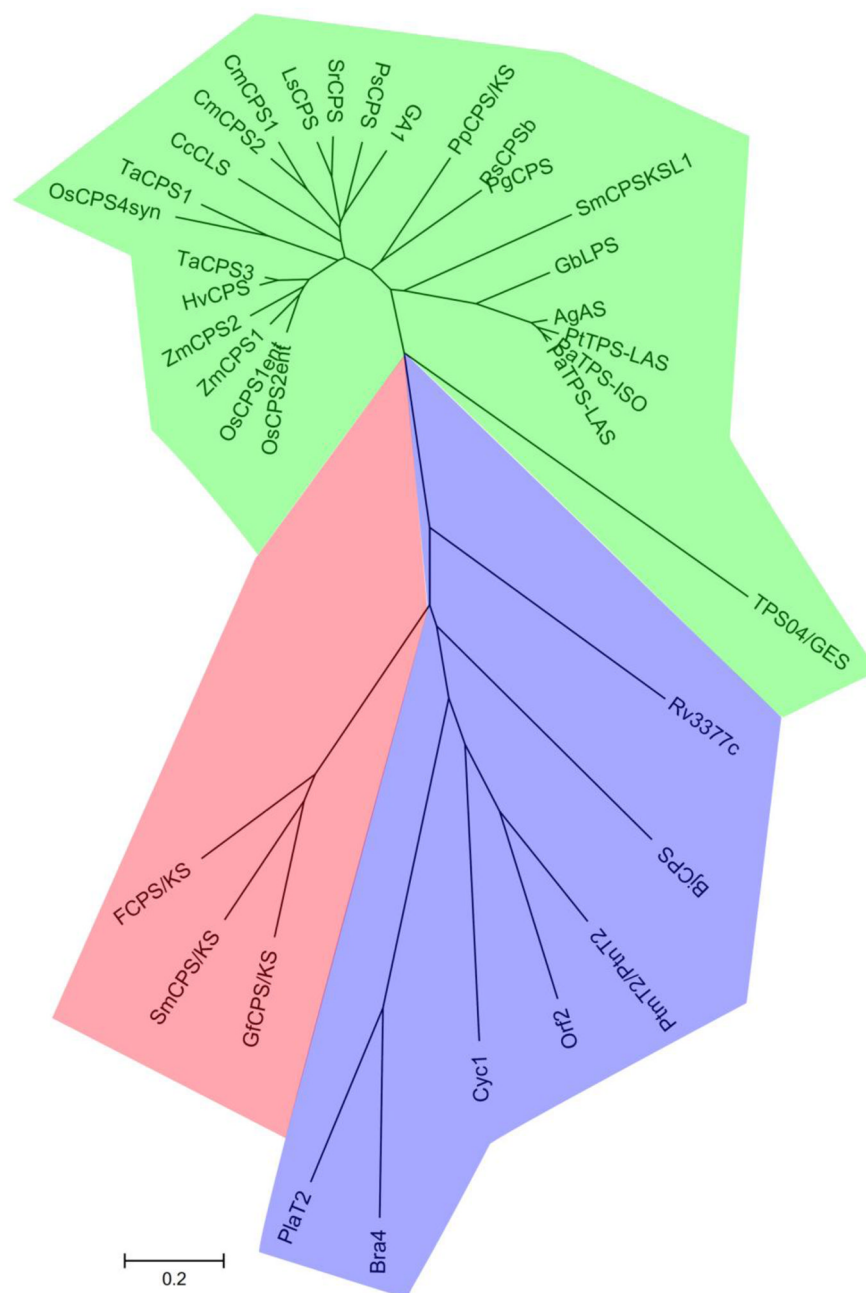 OsCPS4syn
TaCPS1
CcCLS
CmCPS2
CmCPS1
LsCPS
SrCPS
PsCPS
GA1
PpCPS/KS
PsCPSb
PgCPS
SmCPSKSL1
GbLPS
AgAS
PtTPS-LAS
PaTPS-ISO
PaTPS-LAS
TaCPS3
HvCPS
ZmCPS2
ZmCPS1
OsCPS1ent
OsCPS2ent
TPS04/GES
Rv3377c
BjCPS
PtmT2/PtnT2
Orf2
Cyc1
Bra4
PlaT2
GfCPS/KS
SmCPS/KS
FCPS/KS
0.2